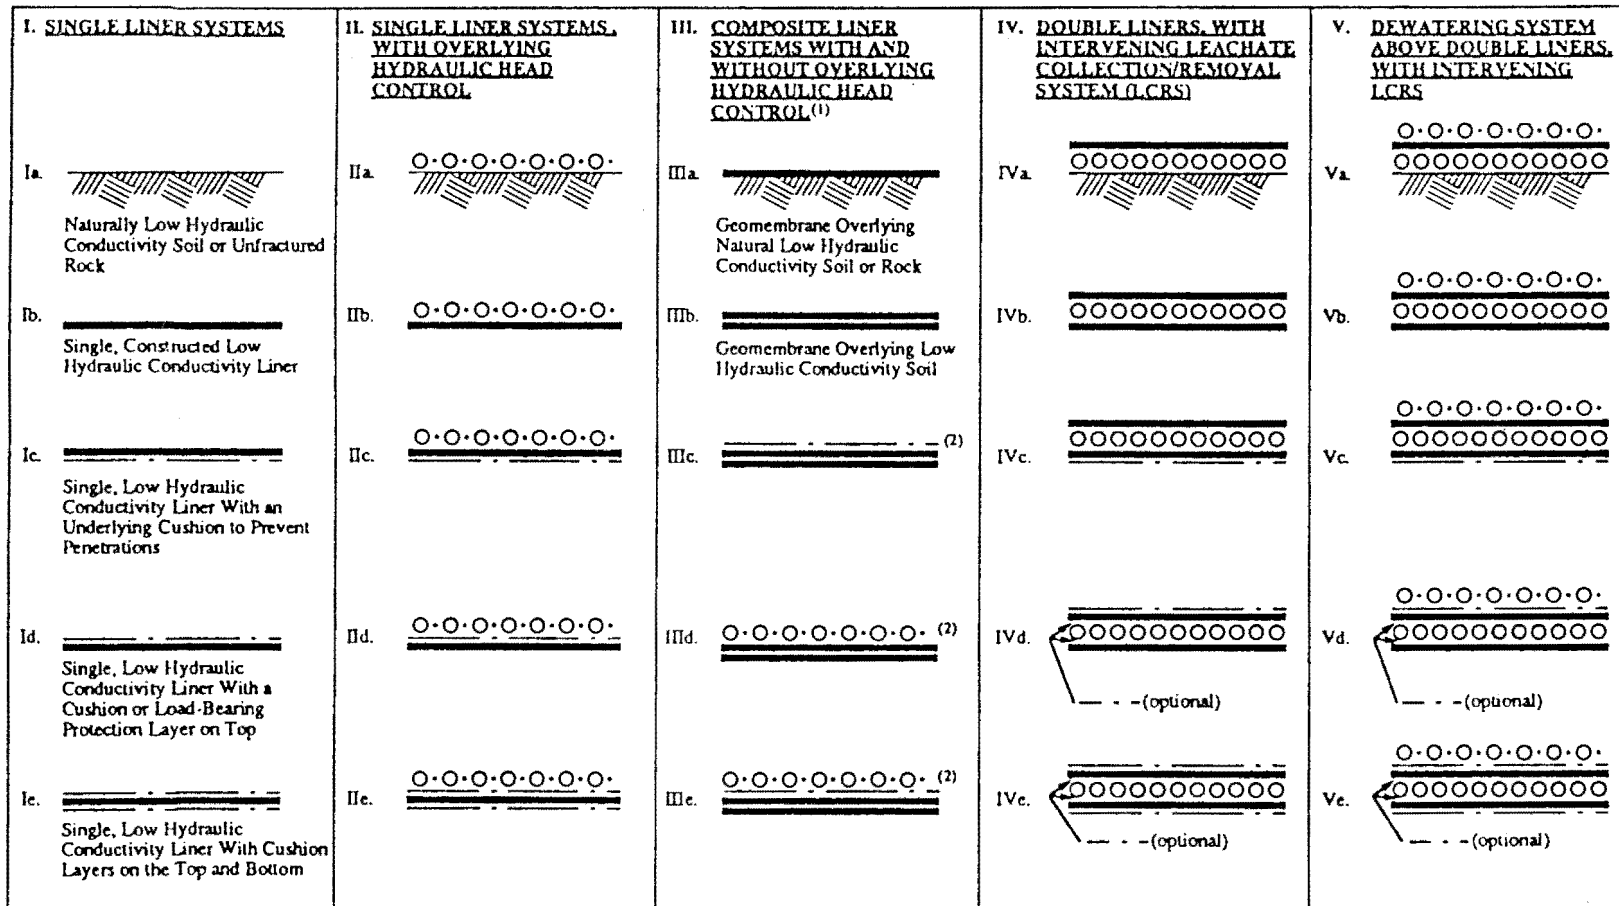 I. SINGLE LINER SYSTEMS
Ia.
Naturally Low Hydraulic
Conductivity Soil or Unfractured
Rock
Ib.
Single, Constructed Low
Hydraulic Conductivity Liner
Ic.
Single, Low Hydraulic
Conductivity Liner With an
Underlying Cushion to Prevent
Penetrations
Id.
Single, Low Hydraulic
Conductivity Liner With a
Cushion or Load-Bearing
Protection Layer on Top
Ie.
Single, Low Hydraulic
Conductivity Liner With Cushion
Layers on the Top and Bottom
II. SINGLE LINER SYSTEMS,
WITH OVERLYING
HYDRAULIC HEAD
CONTROL
IIa.
IIb.
IIc.
IId.
IIe.
III. COMPOSITE LINER
SYSTEMS WITH AND
WITHOUT OVERLYING
HYDRAULIC HEAD
CONTROL(1)
IIIa.
Geomembrane Overlying
Natural Low Hydraulic
Conductivity Soil or Rock
IIIb.
Geomembrane Overlying Low
Hydraulic Conductivity Soil
IIIc. (2)
IIId. (2)
IIIe. (2)
IV. DOUBLE LINERS, WITH
INTERVENING LEACHATE
COLLECTION/REMOVAL
SYSTEM (LCRS)
IVa.
IVb.
IVc.
IVd.
(optional)
IVe.
(optional)
V. DEWATERING SYSTEM
ABOVE DOUBLE LINERS,
WITH INTERVENING
LCRS
Va.
Vb.
Vc.
Vd.
(optional)
Ve.
(optional)